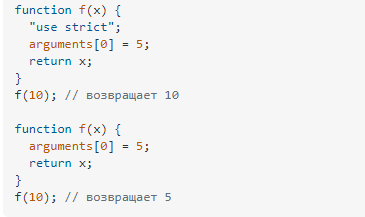 function f(x) {
  "use strict";
  arguments[0] = 5;
  return x;
}
f(10); // возвращает 10

function f(x) {
  arguments[0] = 5;
  return x;
}
f(10); // возвращает 5